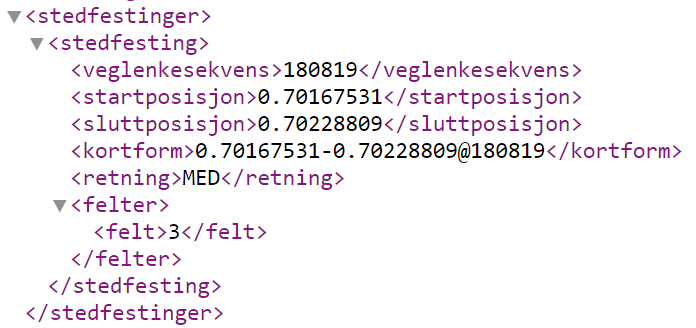 <stedfestinger>
<stedfesting>
<veglenkesekvens>180819</veglenkesekvens>
<startposisjon>0.70167531</startposisjon>
<sluttposisjon>0.70228809</sluttposisjon>
<kortform>0.70167531-0.70228809@180819</kortform>
<retning>MED</retning>
<felter>
<felt>3</felt>
</felter>
</stedfesting>
</stedfestinger>